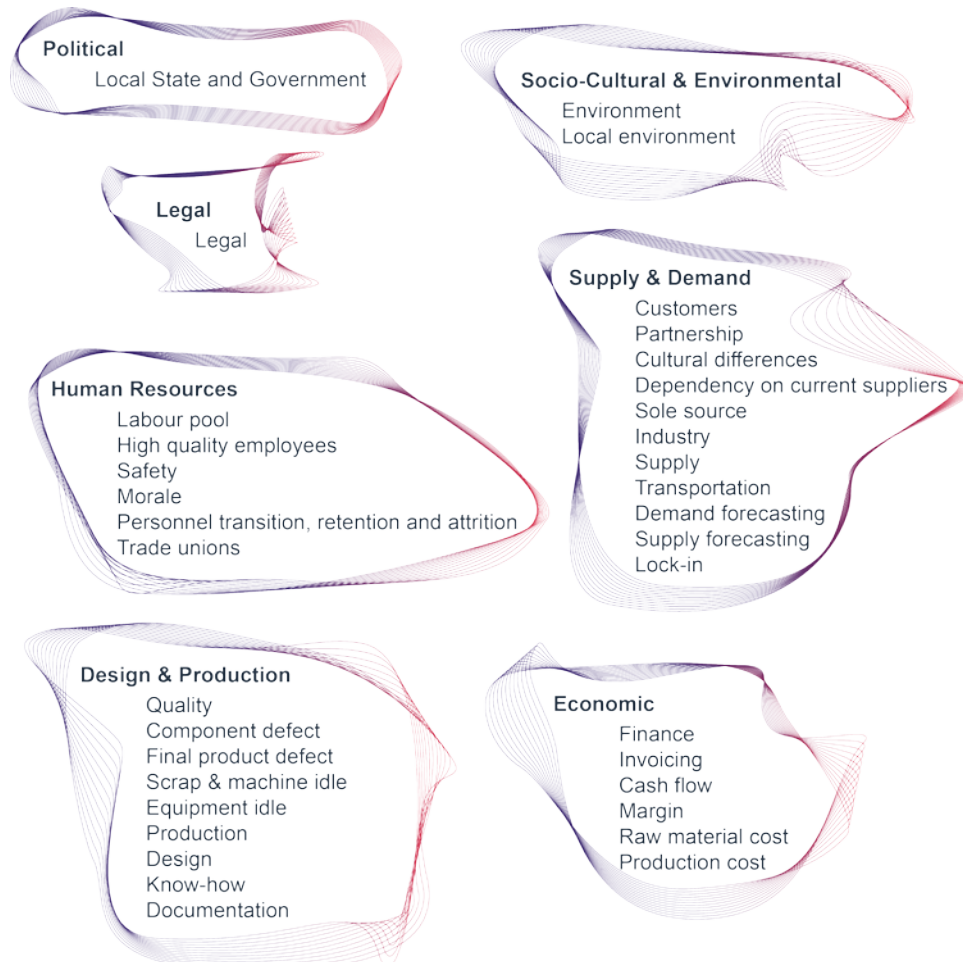 Political
Local State and Government
Socio-Cultural & Environmental
Environment
Local environment
Legal
Legal
Supply & Demand
Customers
Partnership
Cultural differences
Dependency on current suppliers
Sole source
Industry
Supply
Transportation
Demand forecasting
Supply forecasting
Lock-in
Human Resources
Labour pool
High quality employees
Safety
Morale
Personnel transition, retention and attrition
Trade unions
Design & Production
Quality
Component defect
Final product defect
Scrap & machine idle
Equipment idle
Production
Design
Know-how
Documentation
Economic
Finance
Invoicing
Cash flow
Margin
Raw material cost
Production cost